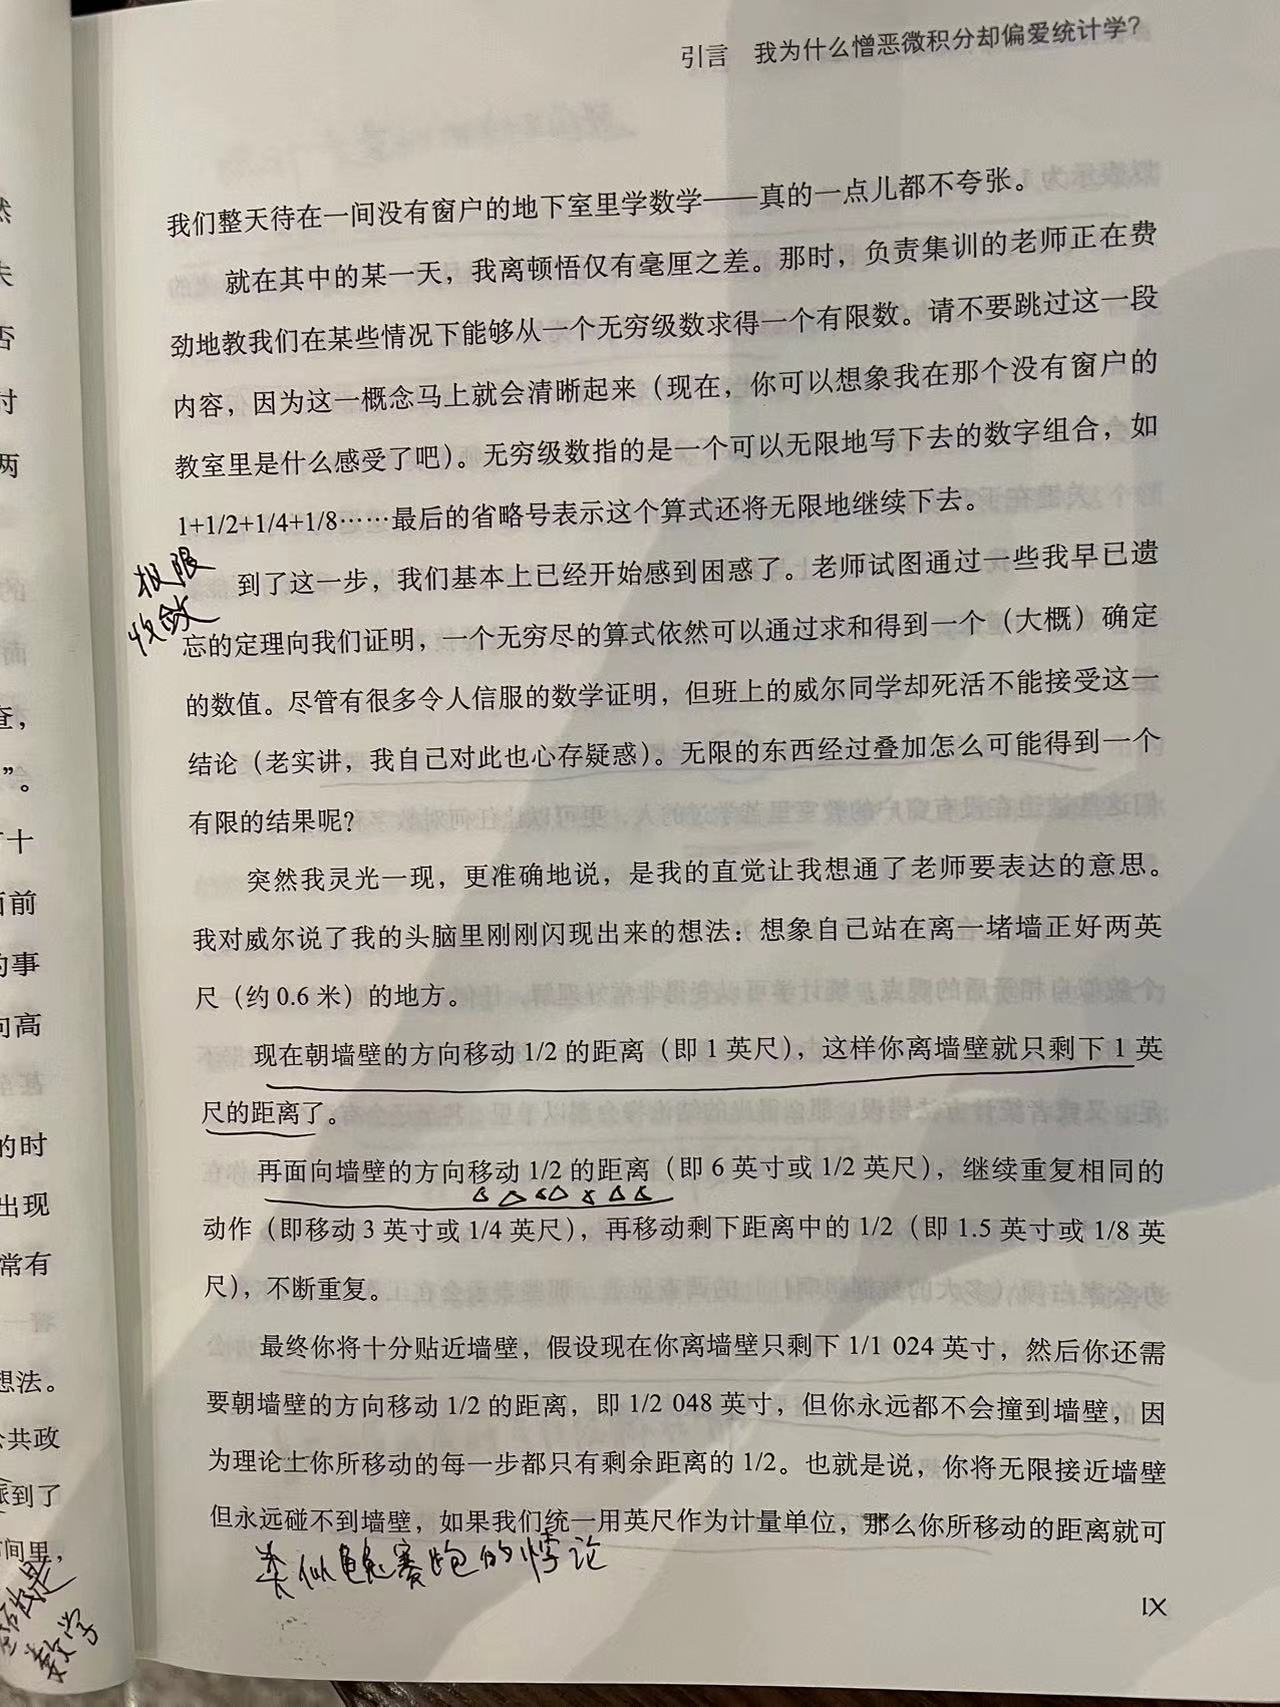 引言 我为什么憎恶微积分却偏爱统计学?
我们整天待在一间没有窗户的地下室里学数学——真的一点儿都不夸张。
就在其中的某一天，我离顿悟仅有毫厘之差。那时，负责集训的老师正在费
劲地教我们在某些情况下能够从一个无穷级数求得一个有限数。请不要跳过这一段
内容，因为这一概念马上就会清晰起来（现在，你可以想象我在那个没有窗户的
教室里是什么感受了吧）。无穷级数指的是一个可以无限地写下去的数字组合，如
1+1/2+1/4+1/8……最后的省略号表示这个算式还将无限地继续下去。
极限
收敛
到了这一步，我们基本上已经开始感到困惑了。老师试图通过一些我早已遗
忘的定理向我们证明，一个无穷尽的算式依然可以通过求和得到一个（大概）确定
的数值。尽管有很多令人信服的数学证明，但班上的威尔同学却死活不能接受这一
结论（老实讲，我自己对此也心存疑惑）。无限的东西经过叠加怎么可能得到一个
有限的结果呢?
突然我灵光一现，更准确地说，是我的直觉让我想通了老师要表达的意思。
我对威尔说了我的头脑里刚刚闪现出来的想法：想象自己站在离一堵墙正好两英
尺（约0.6米）的地方。
现在朝墙壁的方向移动1/2的距离（即1英尺），这样你离墙壁就只剩下1英
尺的距离了。
再面向墙壁的方向移动1/2的距离（即6英寸或1/2英尺），继续重复相同的
动作（即移动3英寸或1/4英尺），再移动剩下距离中的1/2（即1.5英寸或1/8英
尺），不断重复。
最终你将十分贴近墙壁，假设现在你离墙壁只剩下1/1 024英寸，然后你还需
要朝墙壁的方向移动1/2的距离，即1/2 048英寸，但你永远都不会撞到墙壁，因
为理论上你所移动的每一步都只有剩余距离的1/2。也就是说，你将无限接近墙壁
但永远碰不到墙壁，如果我们统一用英尺作为计量单位，那么你所移动的距离就可
类似龟兔赛跑的悖论
IX
然
夫
否
讨
两
的
查，
”。
十
前
的事
向高
的时
出现
常有
想法。
公共政
派到了
间里，
数学